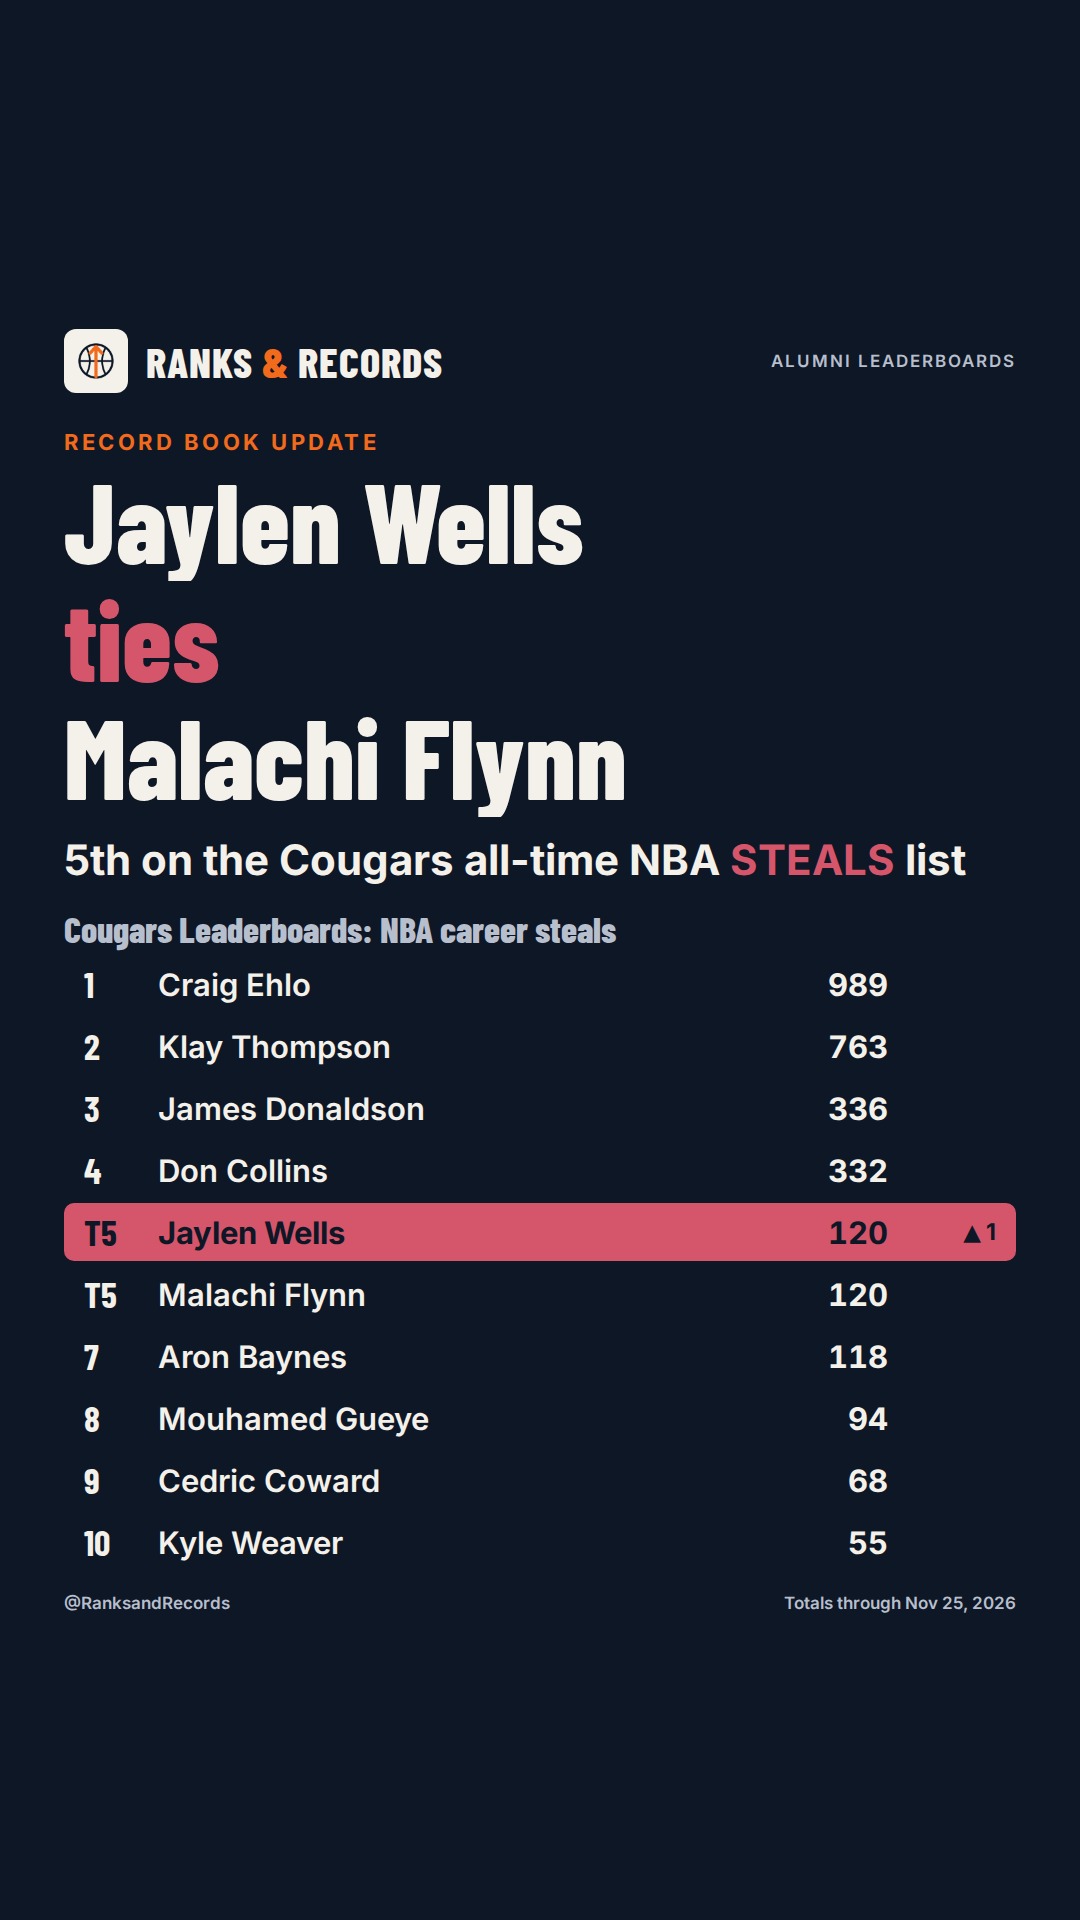 RANKS & RECORDS
ALUMNI LEADERBOARDS
RECORD BOOK UPDATE
Jaylen Wells
ties
Malachi Flynn
5th on the Cougars all-time NBA STEALS list
Cougars Leaderboards: NBA career steals
1 Craig Ehlo 989
2 Klay Thompson 763
3 James Donaldson 336
4 Don Collins 332
T5 Jaylen Wells 120 ▲1
T5 Malachi Flynn 120
7 Aron Baynes 118
8 Mouhamed Gueye 94
9 Cedric Coward 68
10 Kyle Weaver 55
@RanksandRecords
Totals through Nov 25, 2026